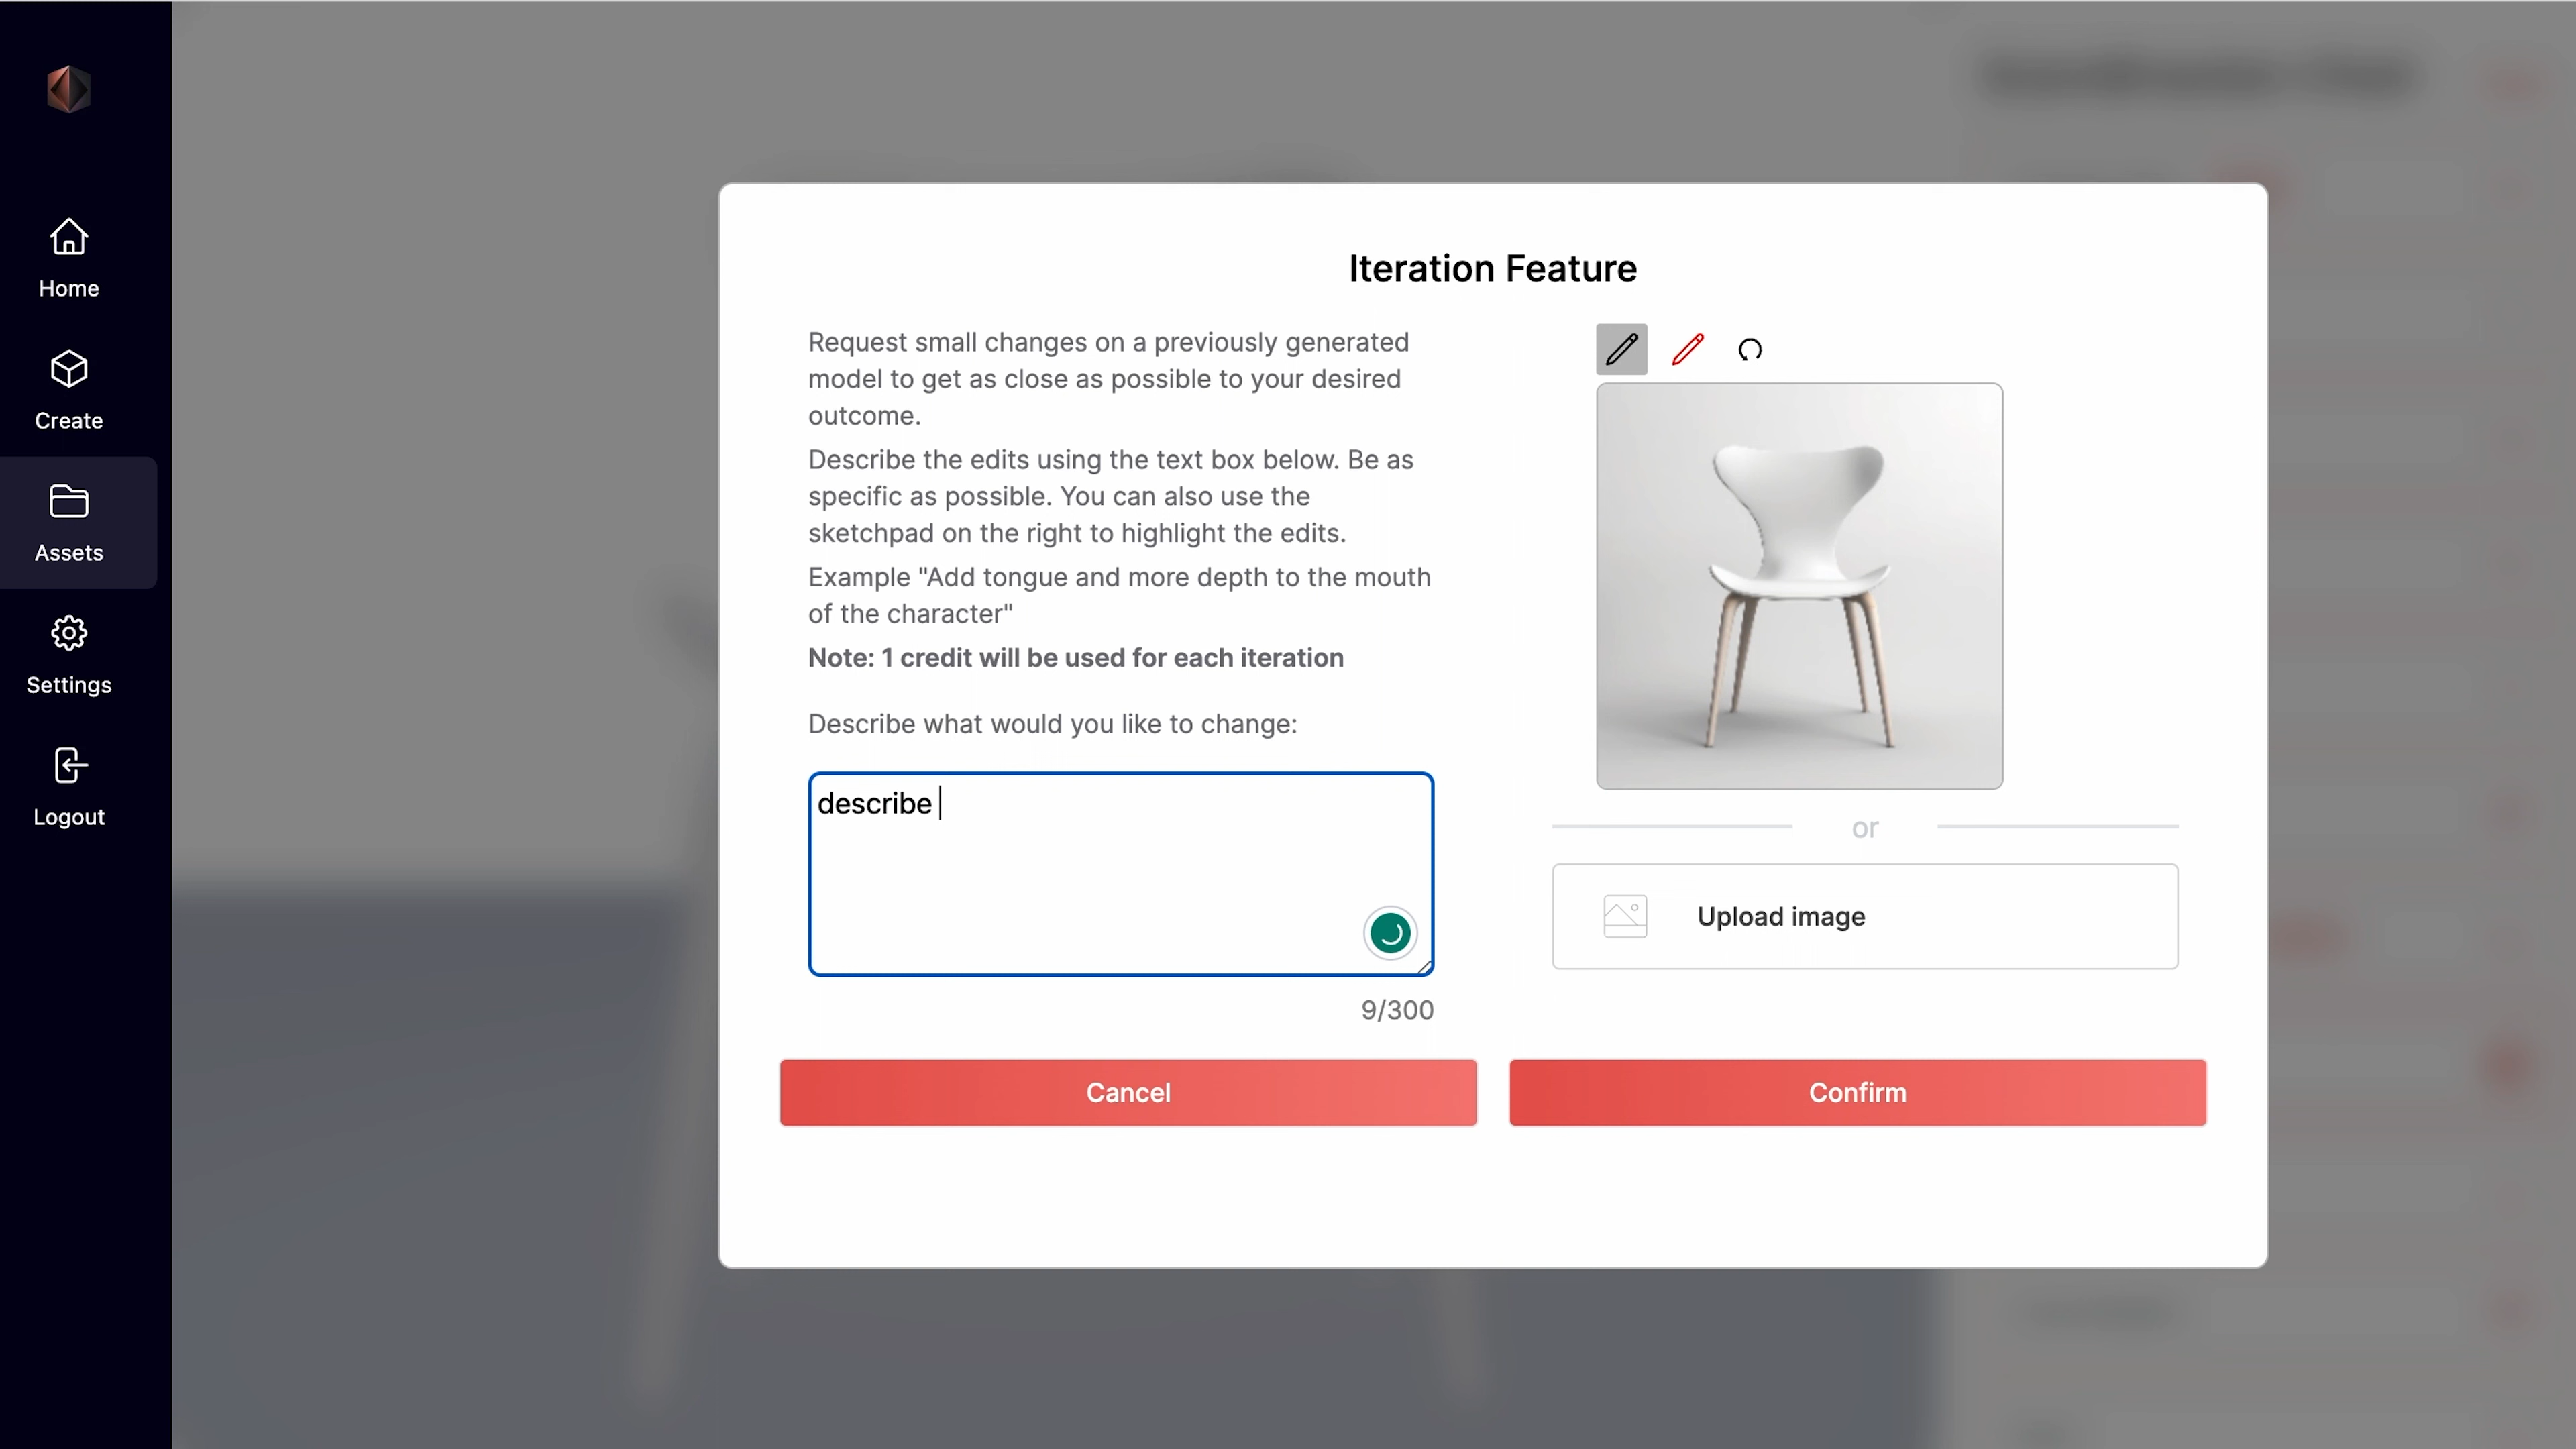 Home
Create
Assets
Settings
Logout
Iteration Feature
Request small changes on a previously generated
model to get as close as possible to your desired
outcome.
Describe the edits using the text box below. Be as
specific as possible. You can also use the
sketchpad on the right to highlight the edits.
Example "Add tongue and more depth to the mouth
of the character"
Note: 1 credit will be used for each iteration
Describe what would you like to change:
describe
9/300
or
Upload image
Cancel
Confirm